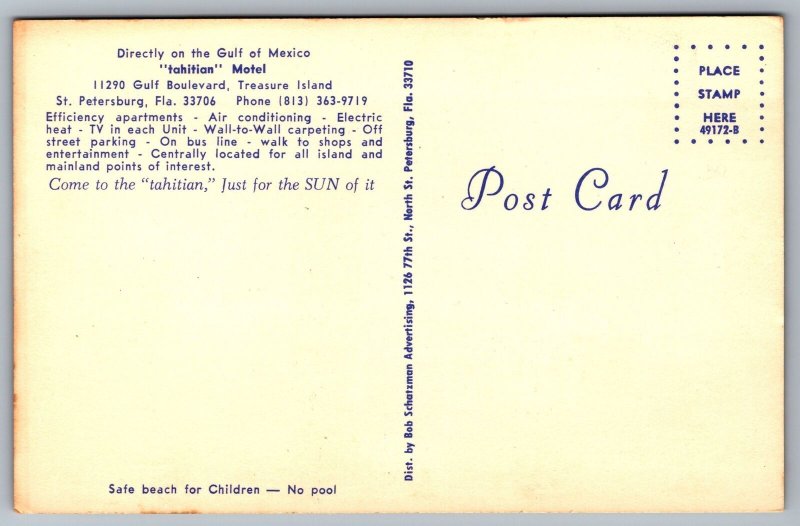 Directly on the Gulf of Mexico
"tahitian" Motel
11290 Gulf Boulevard, Treasure Island
St. Petersburg, Fla. 33706 Phone (813) 363-9719
Efficiency apartments - Air conditioning - Electric
heat - TV in each Unit - Wall-to-Wall carpeting - Off
street parking - On bus line - walk to shops and
entertainment - Centrally located for all island and
mainland points of interest.
Come to the "tahitian," Just for the SUN of it
Safe beach for Children — No pool
Dist. by Bob Schatzman Advertising, 1126 77th St., North St. Petersburg, Fla. 33710
Post Card
PLACE
STAMP
HERE
49172-B